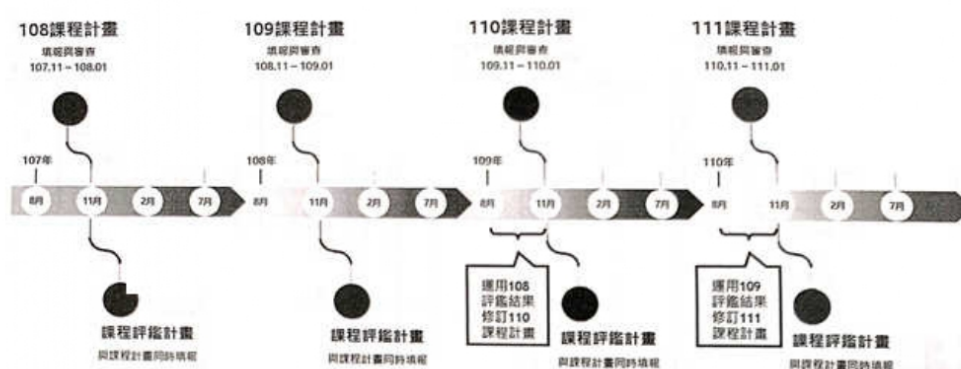 108課程計畫
填報與審查
107.11－108.01
109課程計畫
填報與審查
108.11－109.01
110課程計畫
填報與審查
109.11－110.01
111課程計畫
填報與審查
110.11－111.01
107年
8月
11月
2月
7月
108年
8月
11月
2月
7月
109年
8月
11月
2月
7月
110年
8月
11月
2月
7月
課程評鑑計畫
與課程計畫同時填報
課程評鑑計畫
與課程計畫同時填報
運用108
評鑑結果
修訂110
課程計畫
課程評鑑計畫
與課程計畫同時填報
運用109
評鑑結果
修訂111
課程計畫
課程評鑑計畫
與課程計畫同時填報